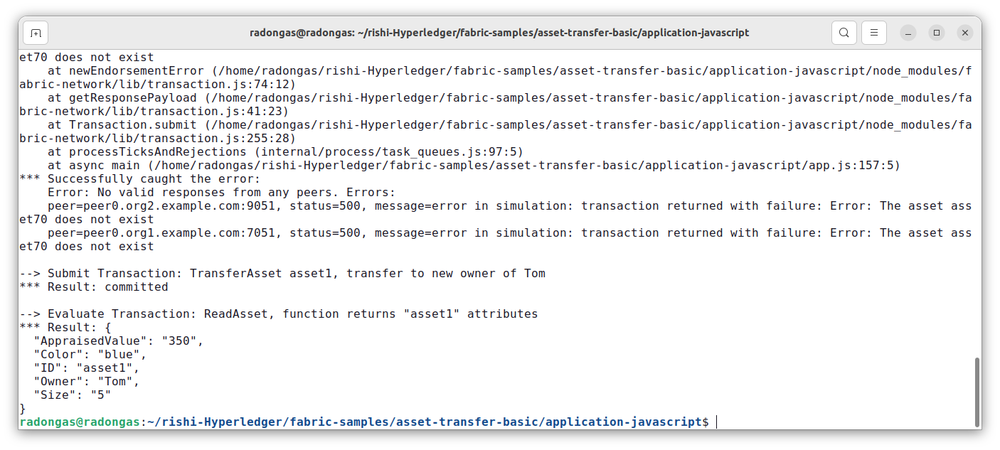 radongas@radongas: ~/rishi-Hyperledger/fabric-samples/asset-transfer-basic/application-javascript
et70 does not exist
    at newEndorsementError (/home/radongas/rishi-Hyperledger/fabric-samples/asset-transfer-basic/application-javascript/node_modules/f
abric-network/lib/transaction.js:74:12)
    at getResponsePayload (/home/radongas/rishi-Hyperledger/fabric-samples/asset-transfer-basic/application-javascript/node_modules/fa
bric-network/lib/transaction.js:41:23)
    at Transaction.submit (/home/radongas/rishi-Hyperledger/fabric-samples/asset-transfer-basic/application-javascript/node_modules/fa
bric-network/lib/transaction.js:255:28)
    at processTicksAndRejections (internal/process/task_queues.js:97:5)
    at async main (/home/radongas/rishi-Hyperledger/fabric-samples/asset-transfer-basic/application-javascript/app.js:157:5)
*** Successfully caught the error:
    Error: No valid responses from any peers. Errors:
    peer=peer0.org2.example.com:9051, status=500, message=error in simulation: transaction returned with failure: Error: The asset ass
et70 does not exist
    peer=peer0.org1.example.com:7051, status=500, message=error in simulation: transaction returned with failure: Error: The asset ass
et70 does not exist

--> Submit Transaction: TransferAsset asset1, transfer to new owner of Tom
*** Result: committed

--> Evaluate Transaction: ReadAsset, function returns "asset1" attributes
*** Result: {
  "AppraisedValue": "350",
  "Color": "blue",
  "ID": "asset1",
  "Owner": "Tom",
  "Size": "5"
}
radongas@radongas:~/rishi-Hyperledger/fabric-samples/asset-transfer-basic/application-javascript$